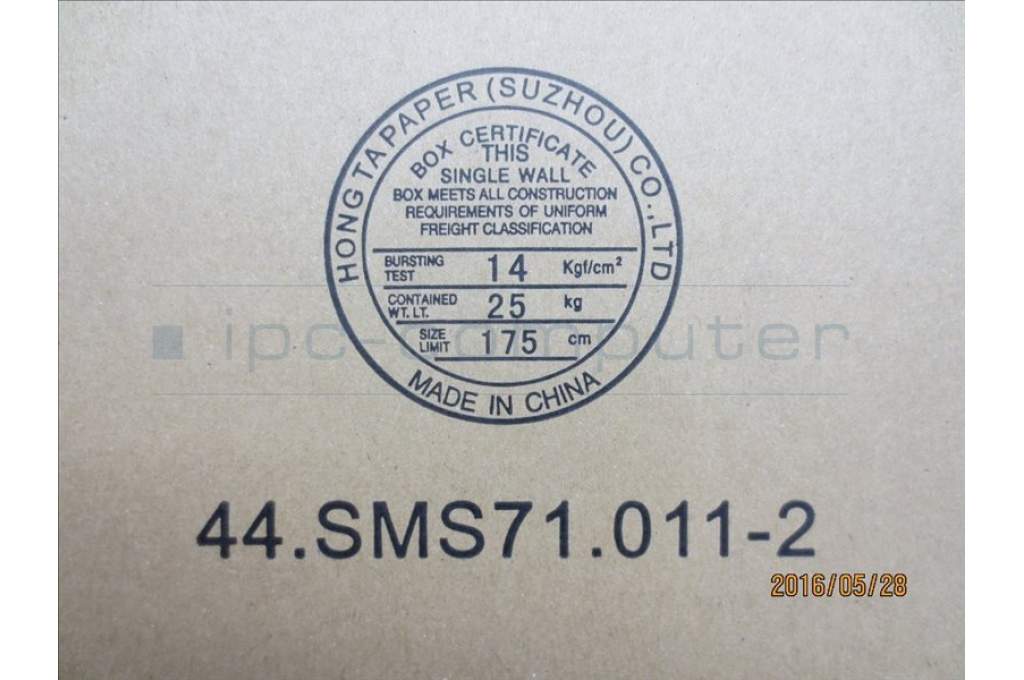 HONG TA PAPER (SUZHOU) CO.,LTD
BOX CERTIFICATE
THIS
SINGLE WALL
BOX MEETS ALL CONSTRUCTION
REQUIREMENTS OF UNIFORM
FREIGHT CLASSIFICATION
BURSTING TEST 14 Kgf/cm²
CONTAINED WT. LT. 25 kg
SIZE LIMIT 175 cm
MADE IN CHINA
ipc-computer
44.SMS71.011-2
2016/05/28